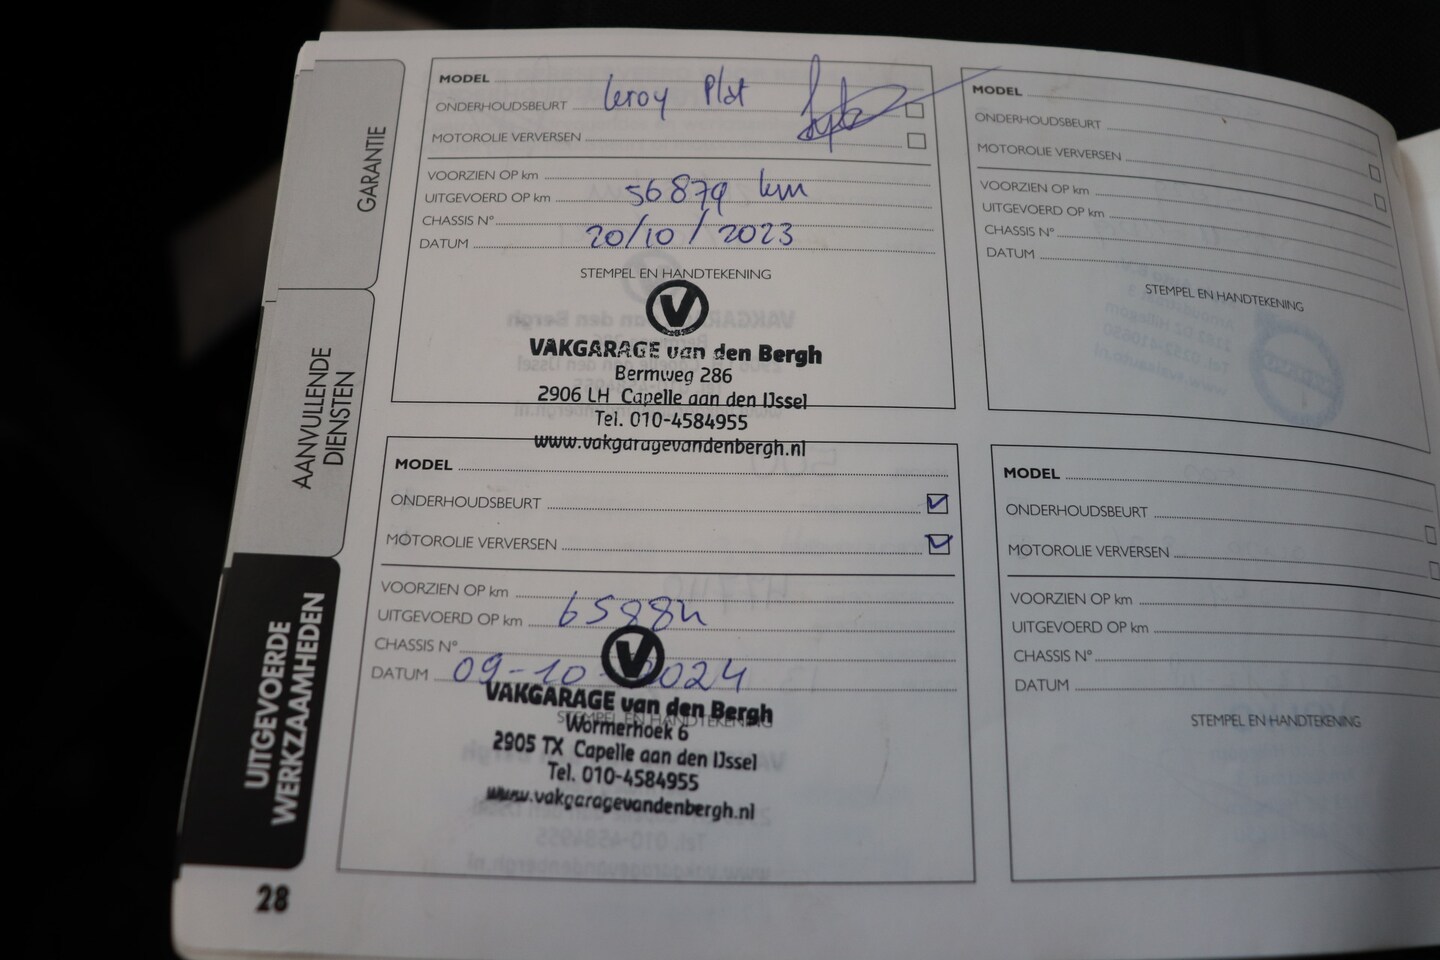 GARANTIE
AANVULLENDE
DIENSTEN
UITGEVOERDE
WERKZAAMHEDEN
MODEL
ONDERHOUDSBEURT Leroy Plat
MOTOROLIE VERVERSEN
VOORZIEN OP km
UITGEVOERD OP km 56879 km
CHASSIS N°
DATUM 20/10/2023
STEMPEL EN HANDTEKENING
V
VAKGARAGE van den Bergh
Bermweg 286
2906 LH Capelle aan den IJssel
Tel. 010-4584955
www.vakgaragevandenbergh.nl
MODEL
ONDERHOUDSBEURT
MOTOROLIE VERVERSEN
VOORZIEN OP km
UITGEVOERD OP km
CHASSIS N°
DATUM
STEMPEL EN HANDTEKENING
MODEL
ONDERHOUDSBEURT
MOTOROLIE VERVERSEN
VOORZIEN OP km
UITGEVOERD OP km
CHASSIS N°
DATUM 09-10-2024
STEMPEL EN HANDTEKENING
V
VAKGARAGE van den Bergh
Wormerhoek 6
2905 TX Capelle aan den IJssel
Tel. 010-4584955
www.vakgaragevandenbergh.nl
MODEL
ONDERHOUDSBEURT
MOTOROLIE VERVERSEN
VOORZIEN OP km
UITGEVOERD OP km
CHASSIS N°
DATUM
STEMPEL EN HANDTEKENING
28